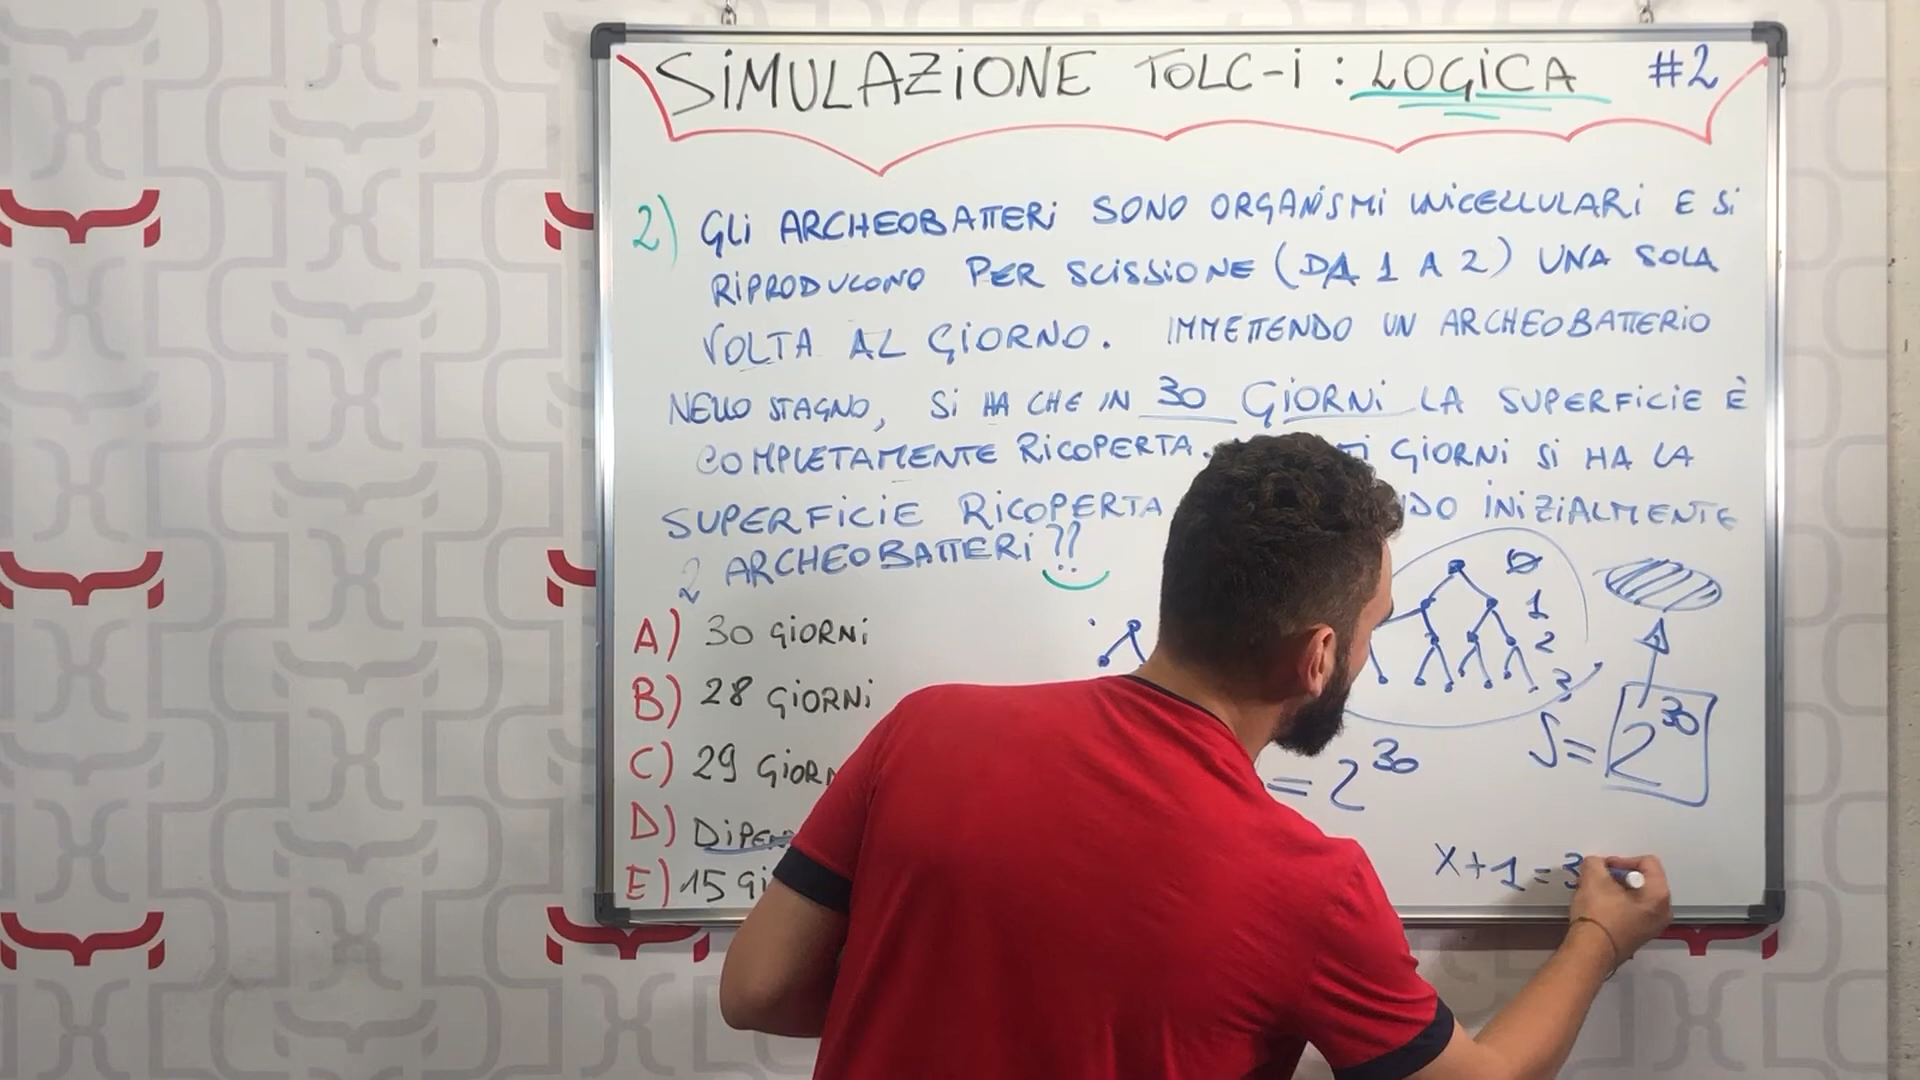 SIMULAZIONE TOLC-I : LOGICA #2
2) GLI ARCHEOBATTERI SONO ORGANISMI UNICELLULARI E SI
RIPRODUCONO PER SCISSIONE (DA 1 A 2) UNA SOLA
VOLTA AL GIORNO. IMMETTENDO UN ARCHEOBATTERIO
NELLO STAGNO, SI HA CHE IN 30 GIORNI LA SUPERFICIE È
COMPLETAMENTE RICOPERTA. GIORNI SI HA LA
SUPERFICIE RICOPERTA INIZIALMENTE
2 ARCHEOBATTERI??
0
1
2
3
A) 30 GIORNI
B) 28 GIORNI
C) 29 GIOR
D) DIPEN
E) 15 GI
S = 2^30
= 2^30
x+1=3